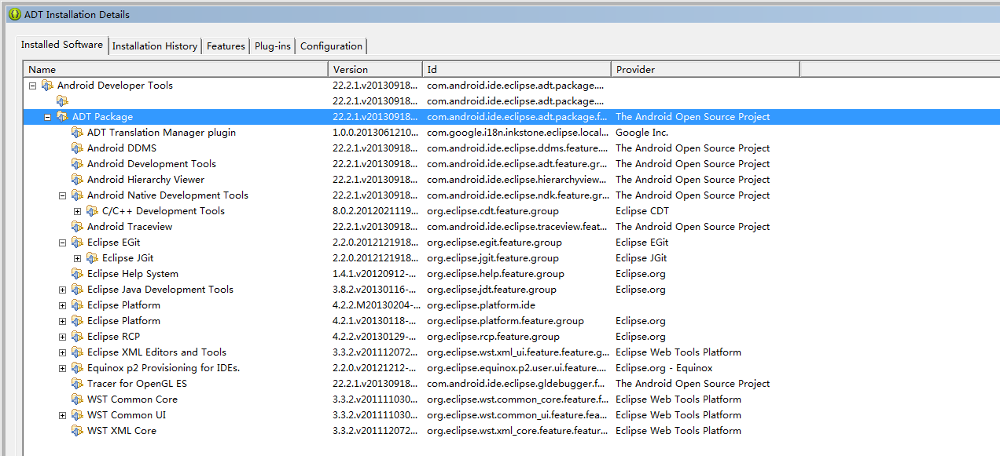 ADT Installation Details
Installed Software Installation History Features Plug-ins Configuration
Name Version Id Provider
Android Developer Tools 22.2.1.v20130918... com.android.ide.eclipse.adt.package....
22.2.1.v20130918... com.android.ide.eclipse.adt.package....
ADT Package 22.2.1.v20130918... com.android.ide.eclipse.adt.package.f... The Android Open Source Project
ADT Translation Manager plugin 1.0.0.2013061210... com.google.i18n.inkstone.eclipse.local... Google Inc.
Android DDMS 22.2.1.v20130918... com.android.ide.eclipse.ddms.feature.... The Android Open Source Project
Android Development Tools 22.2.1.v20130918... com.android.ide.eclipse.adt.feature.gr... The Android Open Source Project
Android Hierarchy Viewer 22.2.1.v20130918... com.android.ide.eclipse.hierarchyview... The Android Open Source Project
Android Native Development Tools 22.2.1.v20130918... com.android.ide.eclipse.ndk.feature.gr... The Android Open Source Project
C/C++ Development Tools 8.0.2.2012021119... org.eclipse.cdt.feature.group Eclipse CDT
Android Traceview 22.2.1.v20130918... com.android.ide.eclipse.traceview.feat... The Android Open Source Project
Eclipse EGit 2.2.0.2012121918... org.eclipse.egit.feature.group Eclipse EGit
Eclipse JGit 2.2.0.2012121918... org.eclipse.jgit.feature.group Eclipse JGit
Eclipse Help System 1.4.1.v20120912-... org.eclipse.help.feature.group Eclipse.org
Eclipse Java Development Tools 3.8.2.v20130116-... org.eclipse.jdt.feature.group Eclipse.org
Eclipse Platform 4.2.2.M20130204-... org.eclipse.platform.ide
Eclipse Platform 4.2.1.v20130118-... org.eclipse.platform.feature.group Eclipse.org
Eclipse RCP 4.2.2.v20130129-... org.eclipse.rcp.feature.group Eclipse.org
Eclipse XML Editors and Tools 3.3.2.v201112072... org.eclipse.wst.xml_ui.feature.feature.g... Eclipse Web Tools Platform
Equinox p2 Provisioning for IDEs. 2.2.0.v20121212-... org.eclipse.equinox.p2.user.ui.feature.... Eclipse.org - Equinox
Tracer for OpenGL ES 22.2.1.v20130918... com.android.ide.eclipse.gldebugger.f... The Android Open Source Project
WST Common Core 3.3.2.v201111030... org.eclipse.wst.common_core.feature.f... Eclipse Web Tools Platform
WST Common UI 3.3.2.v201111030... org.eclipse.wst.common_ui.feature.fea... Eclipse Web Tools Platform
WST XML Core 3.3.2.v201112072... org.eclipse.wst.xml_core.feature.featur... Eclipse Web Tools Platform